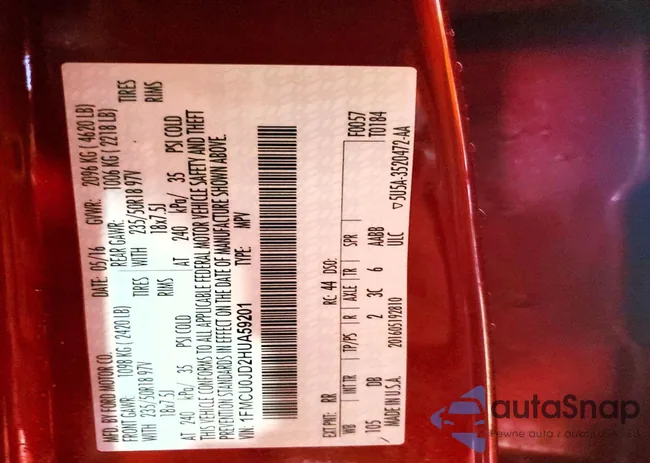 MFD. BY FORD MOTOR CO.
DATE: 05/16 GVWR: 2096 KG ( 4620 LB)
FRONT GAWR: 1098 KG ( 2420 LB) REAR GAWR: 1006 KG ( 2218 LB)
WITH 235/50R18 97V TIRES WITH 235/50R18 97V TIRES
18x7.5J RIMS 18x7.5J RIMS
AT 240 kPa/ 35 PSI COLD AT 240 kPa/ 35 PSI COLD
THIS VEHICLE CONFORMS TO ALL APPLICABLE FEDERAL MOTOR VEHICLE SAFETY AND THEFT
PREVENTION STANDARDS IN EFFECT ON THE DATE OF MANUFACTURE SHOWN ABOVE.
VIN: 1FMCU0JD2HUA59201 TYPE: MPV
F0057
T0184
EXT PNT: RR RC: 44 DSO:
WB INT TR TP/PS R AXLE TR SPR
105 DB 2 3C 6 AABB
MADE IN U.S.A. 201605192810 ULC
5U5A-3520472-AA
autaSnap
Pewne auta z aukcji USA